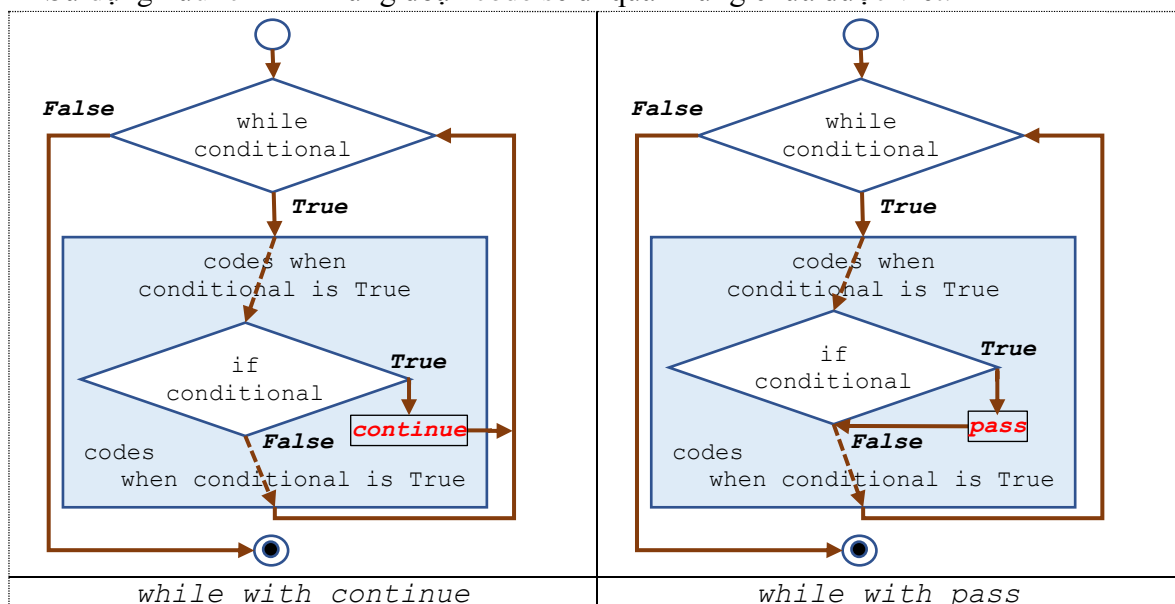 False
while
conditional
True
codes when
conditional is True
if
conditional
True
continue
False
codes
when conditional is True
while with continue
False
while
conditional
True
codes when
conditional is True
if
conditional
True
pass
False
codes
when conditional is True
while with pass